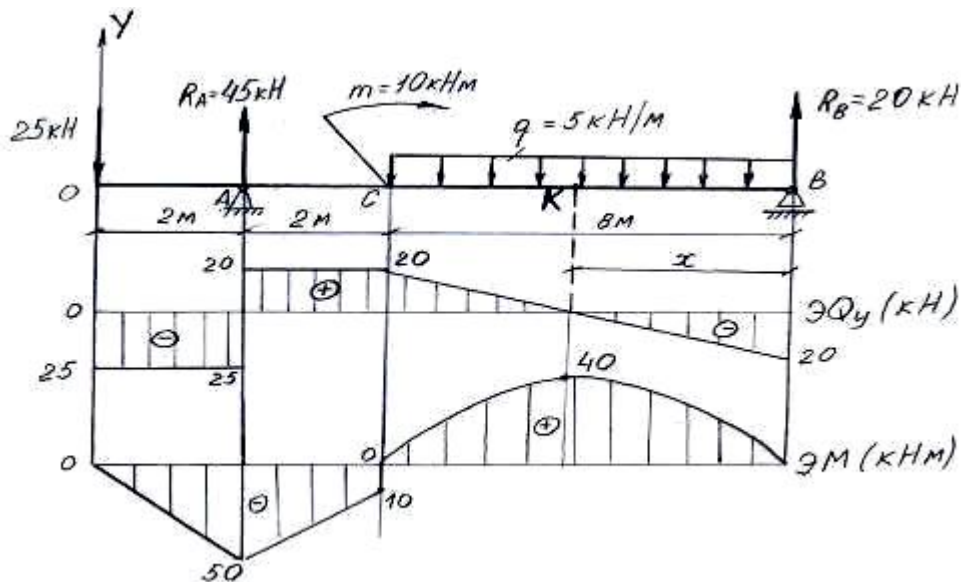 Y
R_A=45кН
m=10кНм
R_B=20кН
25кН
q=5кН/м
O
A
C
K
B
2м
2м
8м
x
20
20
0
⊕
⊖
⊖
ЭQy (кН)
25
25
20
40
0
0
⊕
ЭМ (кНм)
⊖
10
50